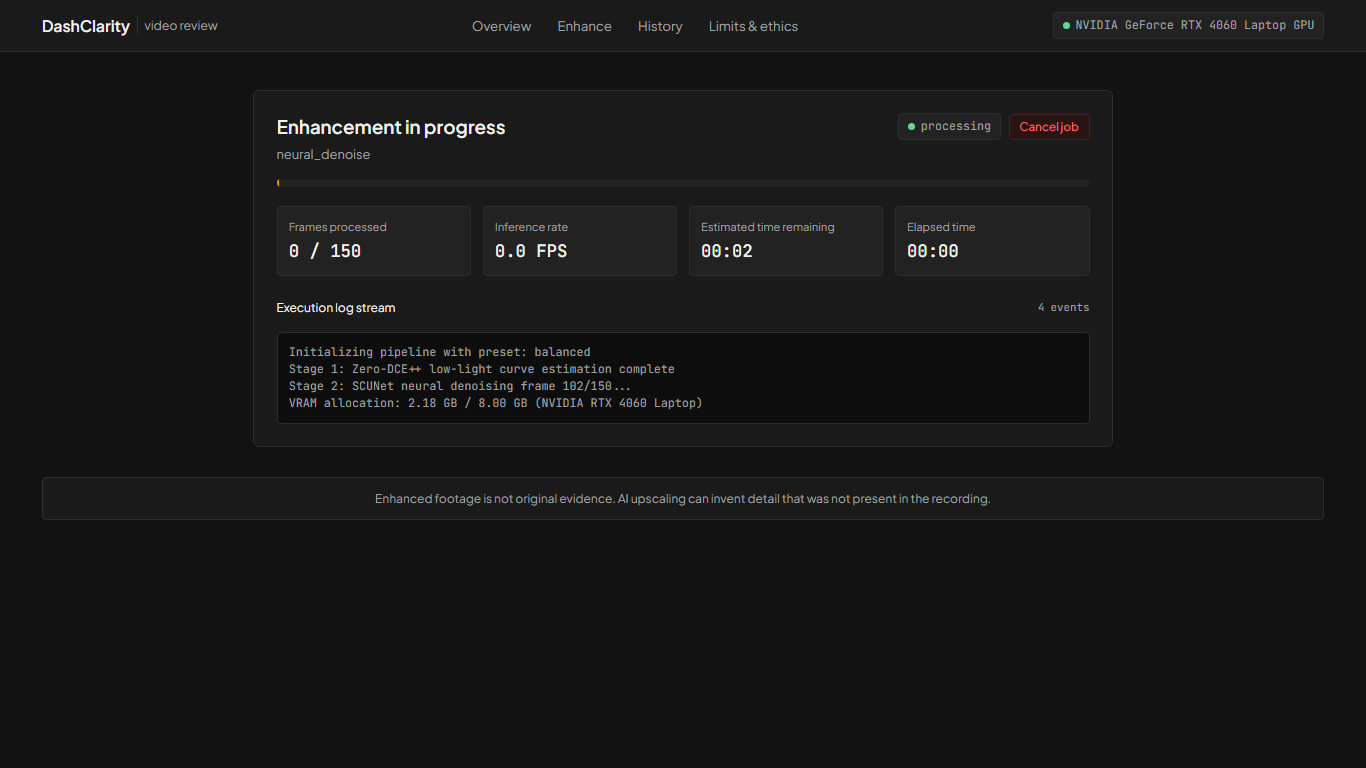 DashClarity video review Overview Enhance History Limits & ethics NVIDIA GeForce RTX 4060 Laptop GPU
Enhancement in progress processing Cancel job
neural_denoise
Frames processed Inference rate Estimated time remaining Elapsed time
0 / 150 0.0 FPS 00:02 00:00
Execution log stream 4 events
Initializing pipeline with preset: balanced
Stage 1: Zero-DCE++ low-light curve estimation complete
Stage 2: SCUNet neural denoising frame 102/150...
VRAM allocation: 2.18 GB / 8.00 GB (NVIDIA RTX 4060 Laptop)
Enhanced footage is not original evidence. AI upscaling can invent detail that was not present in the recording.